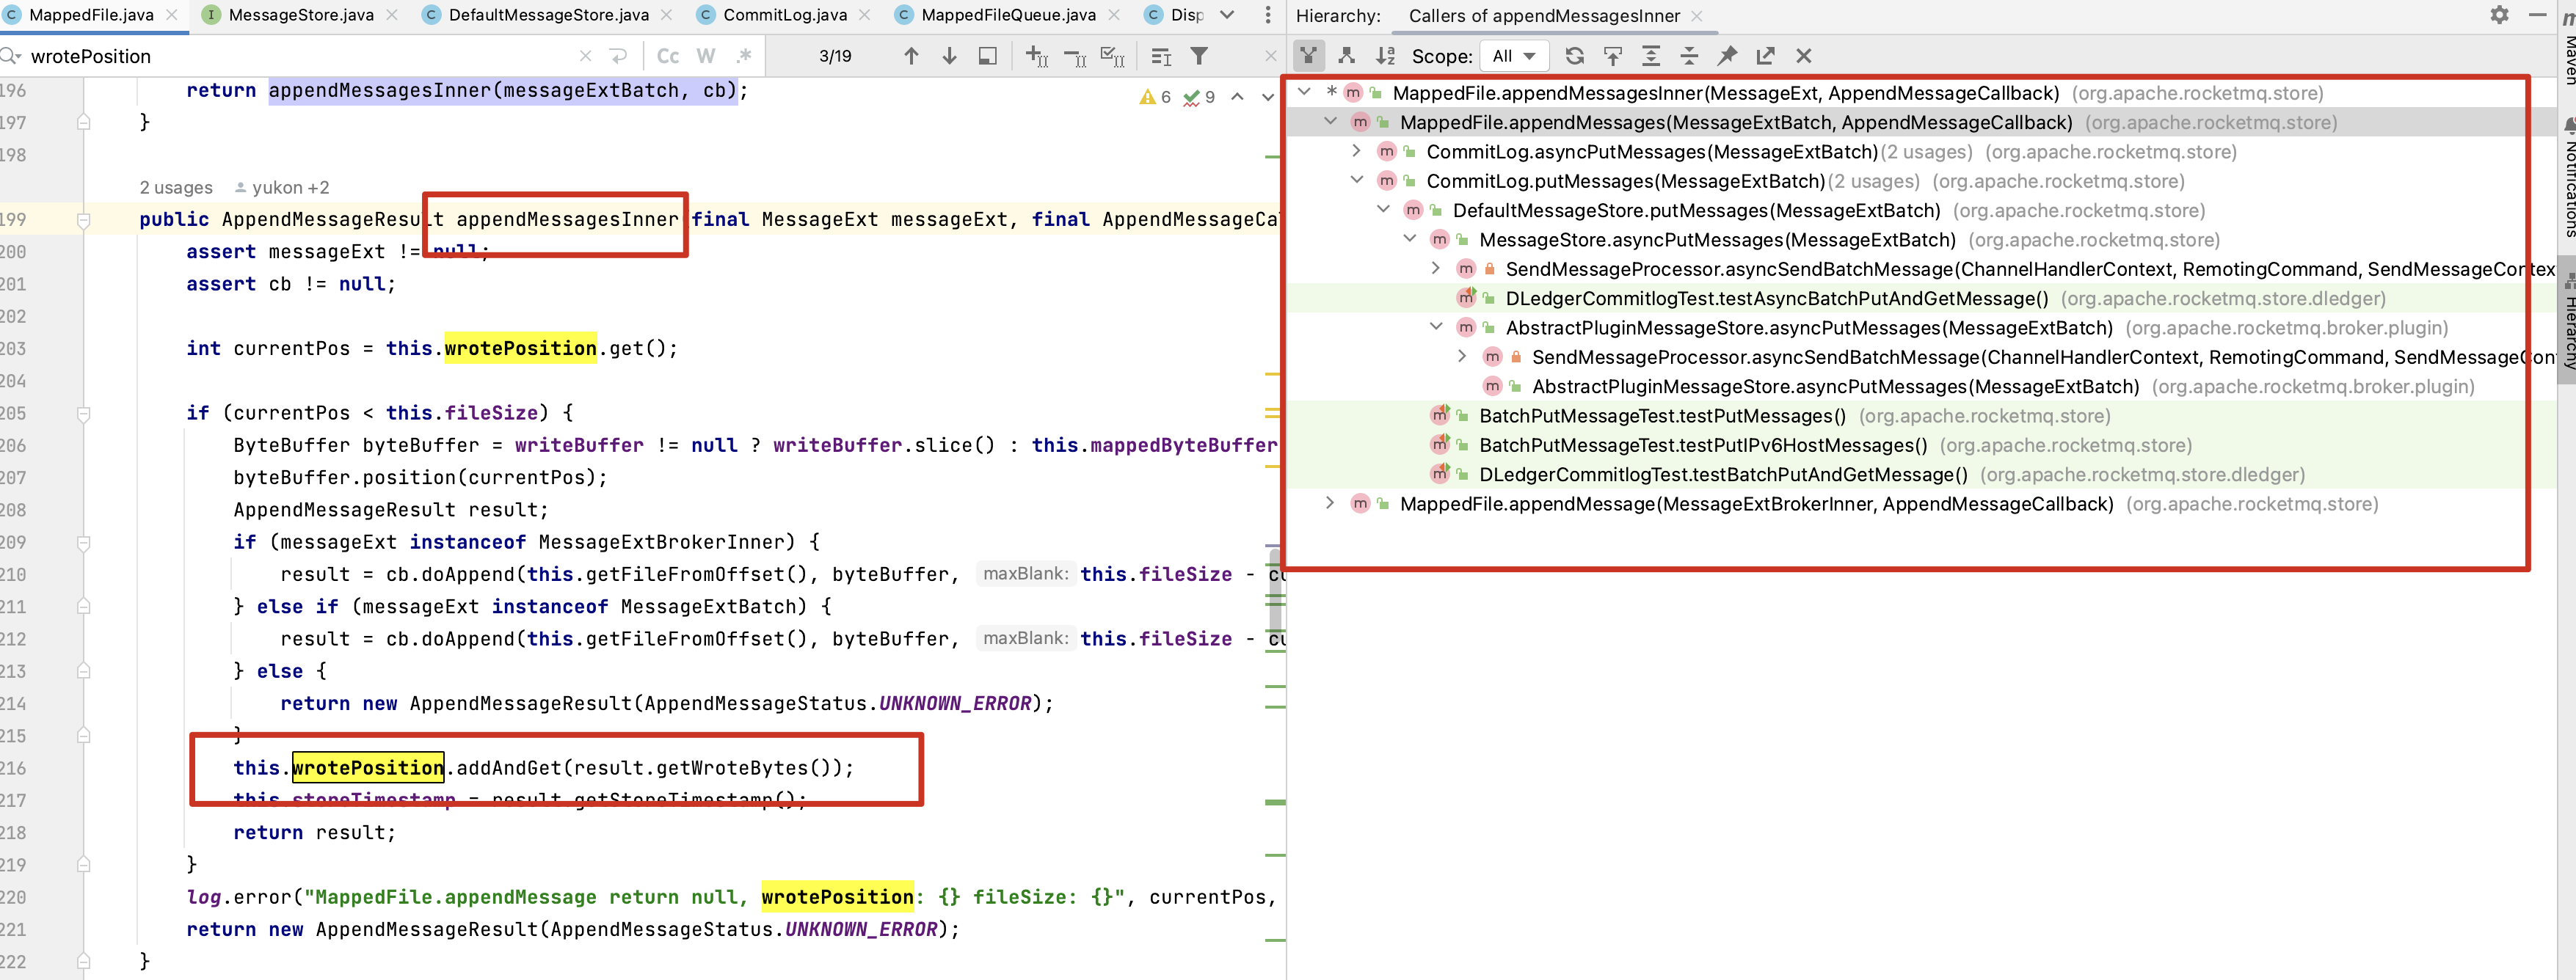 MappedFile.java
MessageStore.java
DefaultMessageStore.java
CommitLog.java
MappedFileQueue.java
Disp
wrotePosition
Cc
W
.*
3/19
196 return appendMessagesInner(messageExtBatch, cb);
6 9
197 }
198
2 usages yukon +2
199 public AppendMessageResult appendMessagesInner final MessageExt messageExt, final AppendMessageCa
200 assert messageExt != null;
201 assert cb != null;
202
203 int currentPos = this.wrotePosition.get();
204
205 if (currentPos < this.fileSize) {
206 ByteBuffer byteBuffer = writeBuffer != null ? writeBuffer.slice() : this.mappedByteBuffer
207 byteBuffer.position(currentPos);
208 AppendMessageResult result;
209 if (messageExt instanceof MessageExtBrokerInner) {
210 result = cb.doAppend(this.getFileFromOffset(), byteBuffer, maxBlank: this.fileSize - cu
211 } else if (messageExt instanceof MessageExtBatch) {
212 result = cb.doAppend(this.getFileFromOffset(), byteBuffer, maxBlank: this.fileSize - cu
213 } else {
214 return new AppendMessageResult(AppendMessageStatus.UNKNOWN_ERROR);
215 }
216 this.wrotePosition.addAndGet(result.getWroteBytes());
217 this.storeTimestamp = result.getStoreTimestamp();
218 return result;
219 }
220 log.error("MappedFile.appendMessage return null, wrotePosition: {} fileSize: {}", currentPos,
221 return new AppendMessageResult(AppendMessageStatus.UNKNOWN_ERROR);
222 }
Hierarchy: Callers of appendMessagesInner
Scope: All
* MappedFile.appendMessagesInner(MessageExt, AppendMessageCallback) (org.apache.rocketmq.store)
MappedFile.appendMessages(MessageExtBatch, AppendMessageCallback) (org.apache.rocketmq.store)
CommitLog.asyncPutMessages(MessageExtBatch)(2 usages) (org.apache.rocketmq.store)
CommitLog.putMessages(MessageExtBatch)(2 usages) (org.apache.rocketmq.store)
DefaultMessageStore.putMessages(MessageExtBatch) (org.apache.rocketmq.store)
MessageStore.asyncPutMessages(MessageExtBatch) (org.apache.rocketmq.store)
SendMessageProcessor.asyncSendBatchMessage(ChannelHandlerContext, RemotingCommand, SendMessageContex
DLedgerCommitlogTest.testAsyncBatchPutAndGetMessage() (org.apache.rocketmq.store.dledger)
AbstractPluginMessageStore.asyncPutMessages(MessageExtBatch) (org.apache.rocketmq.broker.plugin)
SendMessageProcessor.asyncSendBatchMessage(ChannelHandlerContext, RemotingCommand, SendMessageCon
AbstractPluginMessageStore.asyncPutMessages(MessageExtBatch) (org.apache.rocketmq.broker.plugin)
BatchPutMessageTest.testPutMessages() (org.apache.rocketmq.store)
BatchPutMessageTest.testPutIPv6HostMessages() (org.apache.rocketmq.store)
DLedgerCommitlogTest.testBatchPutAndGetMessage() (org.apache.rocketmq.store.dledger)
MappedFile.appendMessage(MessageExtBrokerInner, AppendMessageCallback) (org.apache.rocketmq.store)
Maven
Notifications
Hierarchy